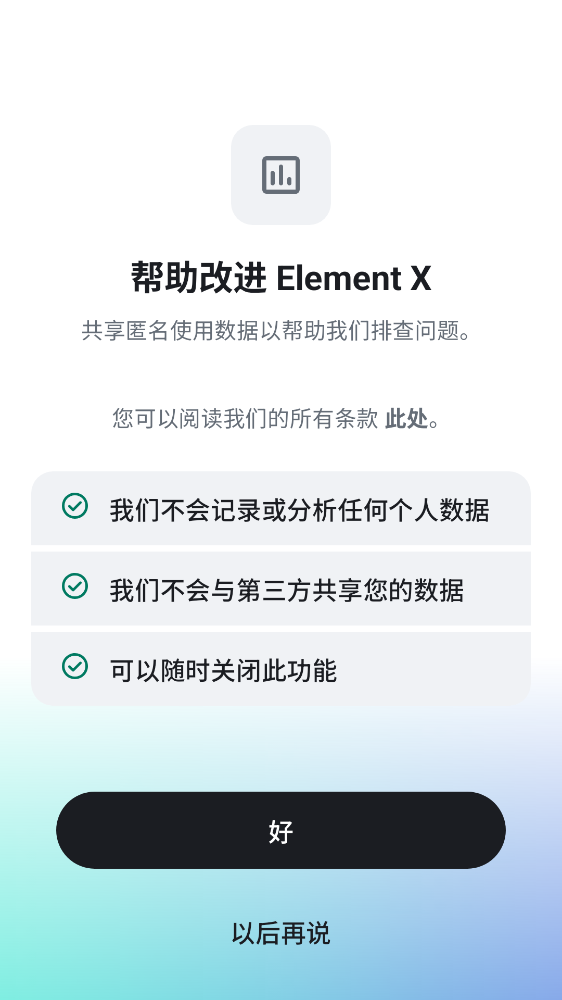 帮助改进 Element X
共享匿名使用数据以帮助我们排查问题。
您可以阅读我们的所有条款 此处。
我们不会记录或分析任何个人数据
我们不会与第三方共享您的数据
可以随时关闭此功能
好
以后再说